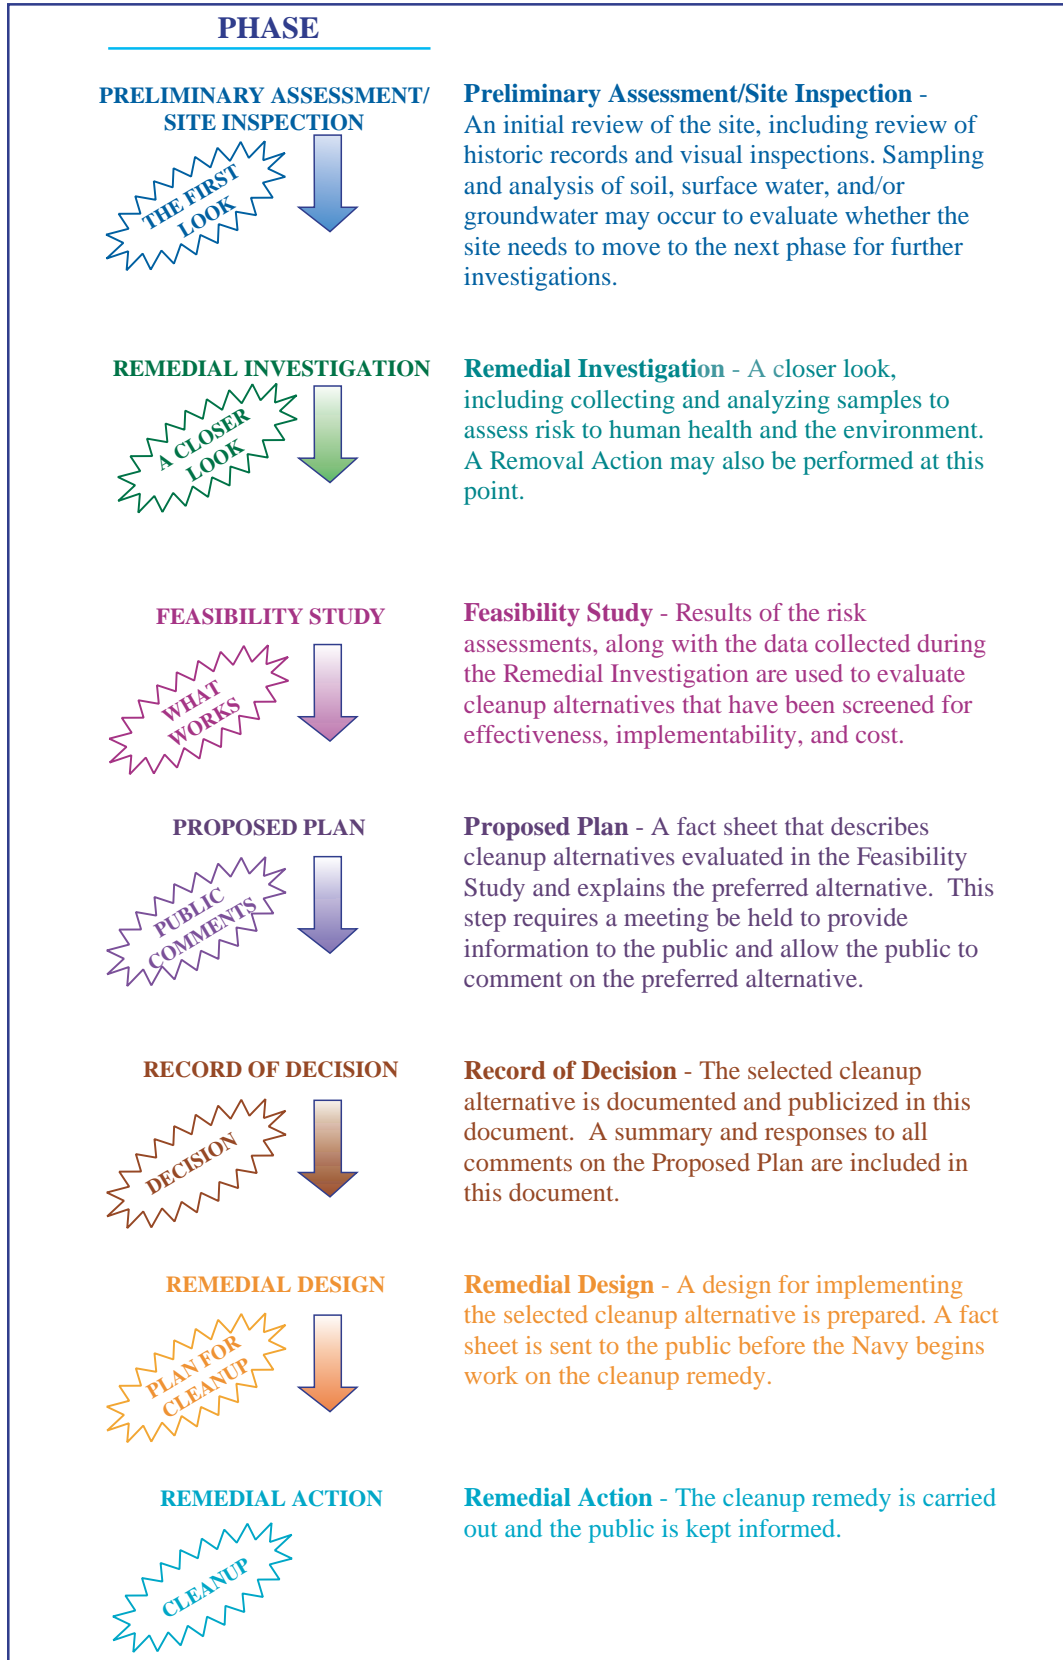 PHASE
PRELIMINARY ASSESSMENT/
SITE INSPECTION
THE FIRST
LOOK
Preliminary Assessment/Site Inspection -
An initial review of the site, including review of
historic records and visual inspections. Sampling
and analysis of soil, surface water, and/or
groundwater may occur to evaluate whether the
site needs to move to the next phase for further
investigations.
REMEDIAL INVESTIGATION
A CLOSER
LOOK
Remedial Investigation - A closer look,
including collecting and analyzing samples to
assess risk to human health and the environment.
A Removal Action may also be performed at this
point.
FEASIBILITY STUDY
WHAT
WORKS
Feasibility Study - Results of the risk
assessments, along with the data collected during
the Remedial Investigation are used to evaluate
cleanup alternatives that have been screened for
effectiveness, implementability, and cost.
PROPOSED PLAN
PUBLIC
COMMENTS
Proposed Plan - A fact sheet that describes
cleanup alternatives evaluated in the Feasibility
Study and explains the preferred alternative.  This
step requires a meeting be held to provide
information to the public and allow the public to
comment on the preferred alternative.
RECORD OF DECISION
DECISION
Record of Decision - The selected cleanup
alternative is documented and publicized in this
document.  A summary and responses to all
comments on the Proposed Plan are included in
this document.
REMEDIAL DESIGN
PLAN FOR
CLEANUP
Remedial Design - A design for implementing
the selected cleanup alternative is prepared. A fact
sheet is sent to the public before the Navy begins
work on the cleanup remedy.
REMEDIAL ACTION
CLEANUP
Remedial Action - The cleanup remedy is carried
out and the public is kept informed.